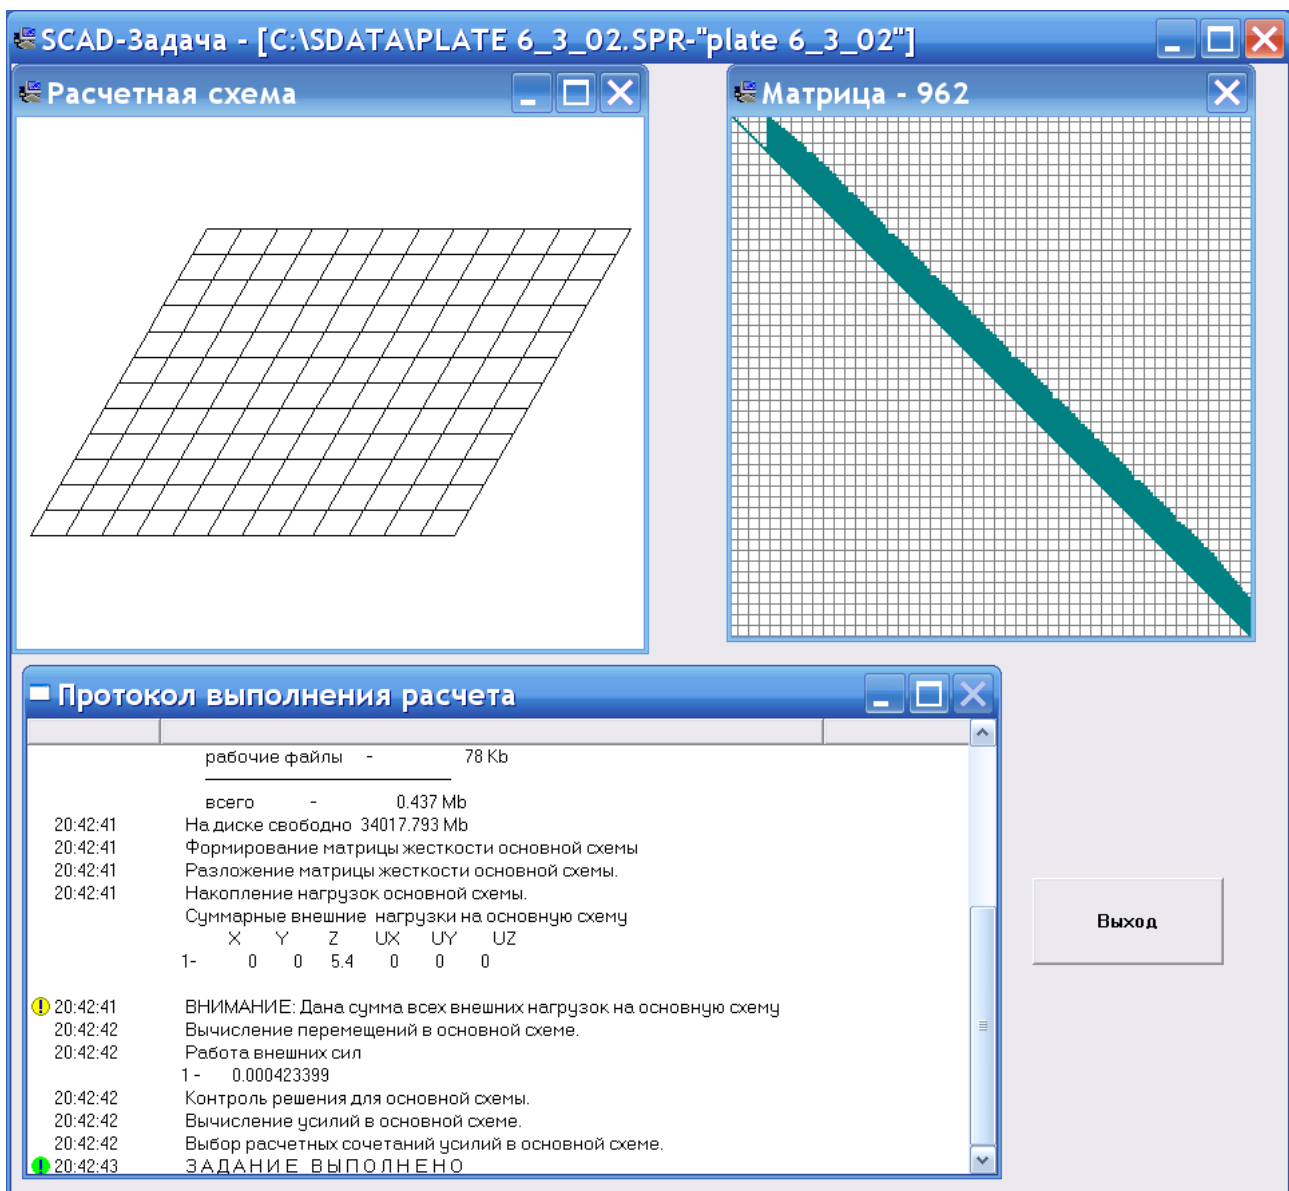 SCAD-Задача - [C:\SDATA\PLATE 6_3_02.SPR-"plate 6_3_02"]
Расчетная схема
Матрица - 962
Протокол выполнения расчета
рабочие файлы - 78 Kb
всего - 0.437 Mb
20:42:41 На диске свободно 34017.793 Mb
20:42:41 Формирование матрицы жесткости основной схемы
20:42:41 Разложение матрицы жесткости основной схемы.
20:42:41 Накопление нагрузок основной схемы.
Суммарные внешние нагрузки на основную схему
X Y Z UX UY UZ
1- 0 0 5.4 0 0 0
20:42:41 ВНИМАНИЕ: Дана сумма всех внешних нагрузок на основную схему
20:42:42 Вычисление перемещений в основной схеме.
20:42:42 Работа внешних сил
1 - 0.000423399
20:42:42 Контроль решения для основной схемы.
20:42:42 Вычисление усилий в основной схеме.
20:42:42 Выбор расчетных сочетаний усилий в основной схеме.
20:42:43 З А Д А Н И Е В Ы П О Л Н Е Н О
Выход